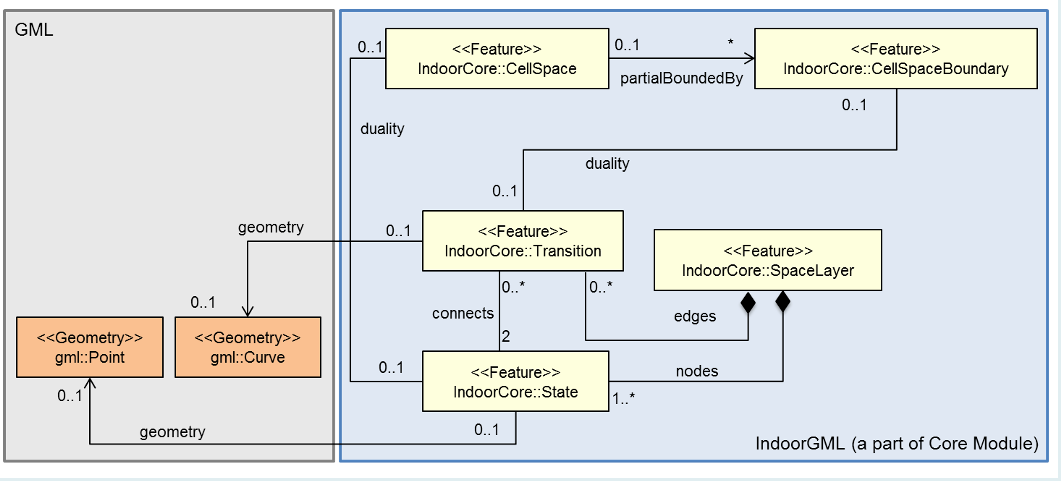 GML
0..1
<<Feature>>
IndoorCore::CellSpace
0..1
*
partialBoundedBy
<<Feature>>
IndoorCore::CellSpaceBoundary
0..1
duality
duality
0..1
geometry
0..1
<<Feature>>
IndoorCore::Transition
<<Feature>>
IndoorCore::SpaceLayer
0..*
0..*
0..1
connects
edges
2
<<Geometry>>
gml::Point
<<Geometry>>
gml::Curve
0..1
<<Feature>>
IndoorCore::State
nodes
1..*
0..1
geometry
0..1
IndoorGML (a part of Core Module)